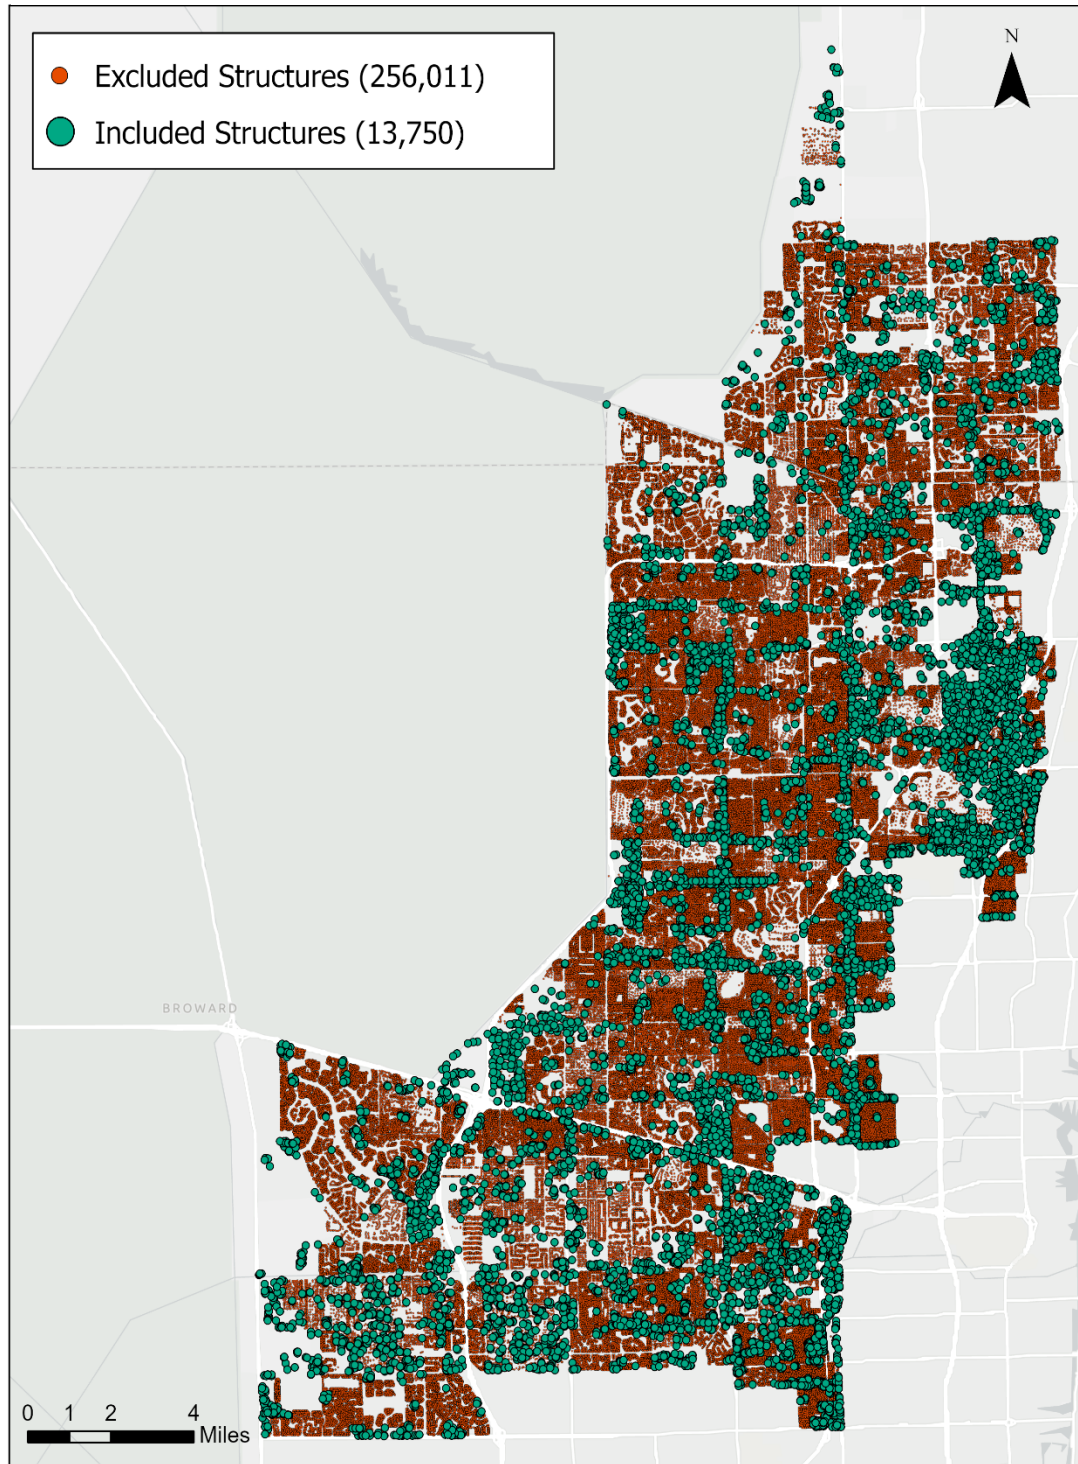 N
Excluded Structures (256,011)
Included Structures (13,750)
BROWARD
0 1 2 4
Miles